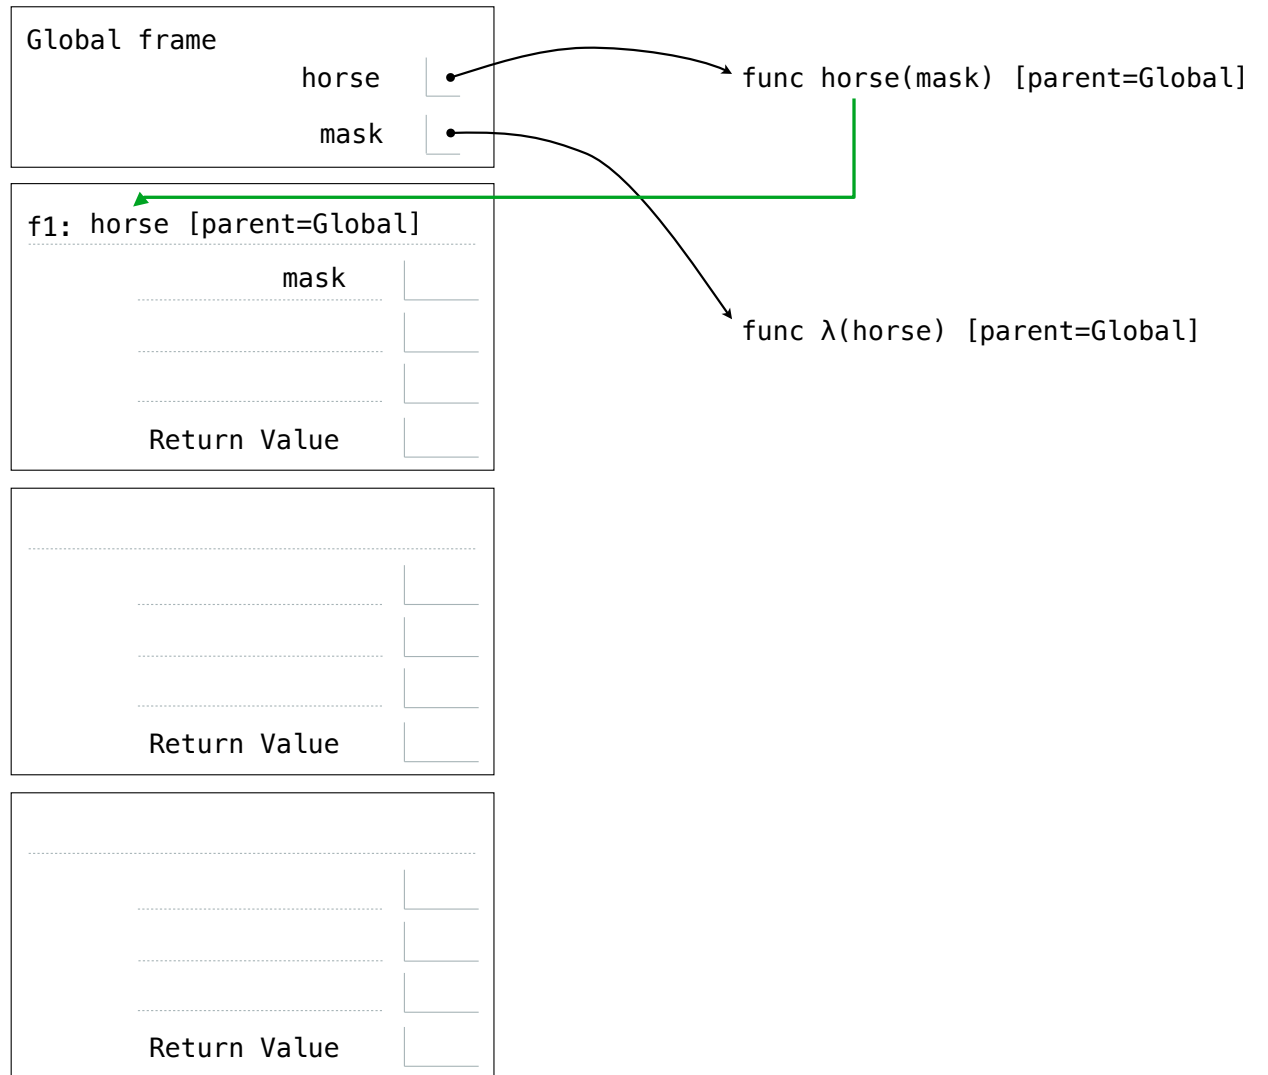 Global frame
horse
func horse(mask) [parent=Global]
mask
f1: horse [parent=Global]
mask
func λ(horse) [parent=Global]
Return Value
Return Value
Return Value